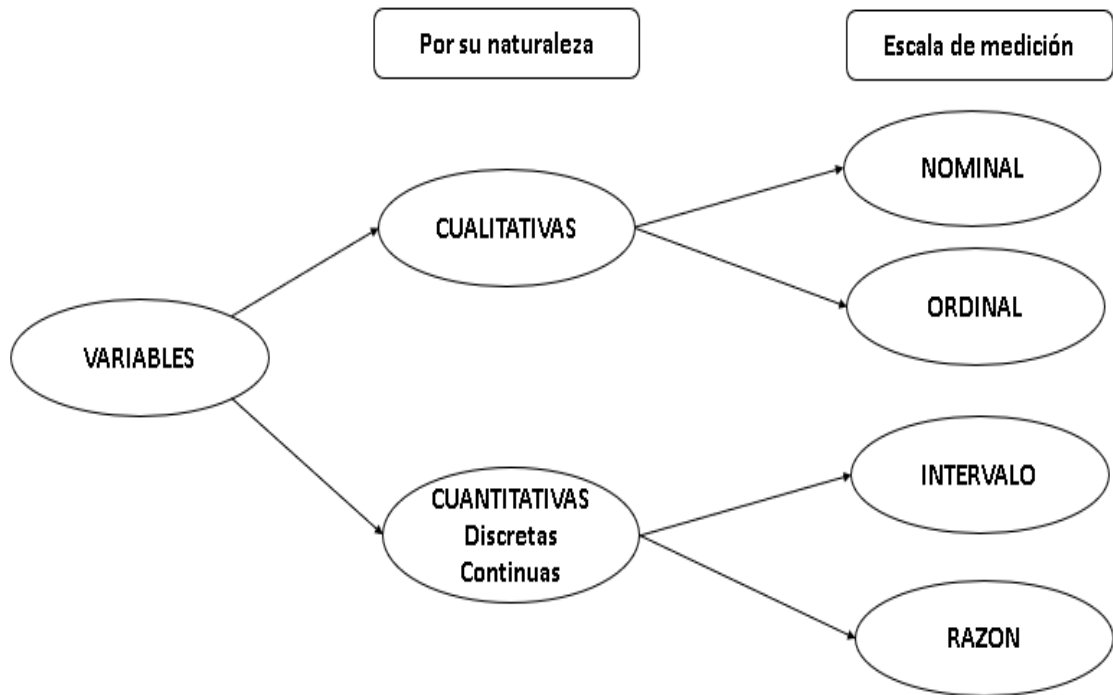 Por su naturaleza
Escala de medición
NOMINAL
CUALITATIVAS
ORDINAL
VARIABLES
INTERVALO
CUANTITATIVAS
Discretas
Continuas
RAZON